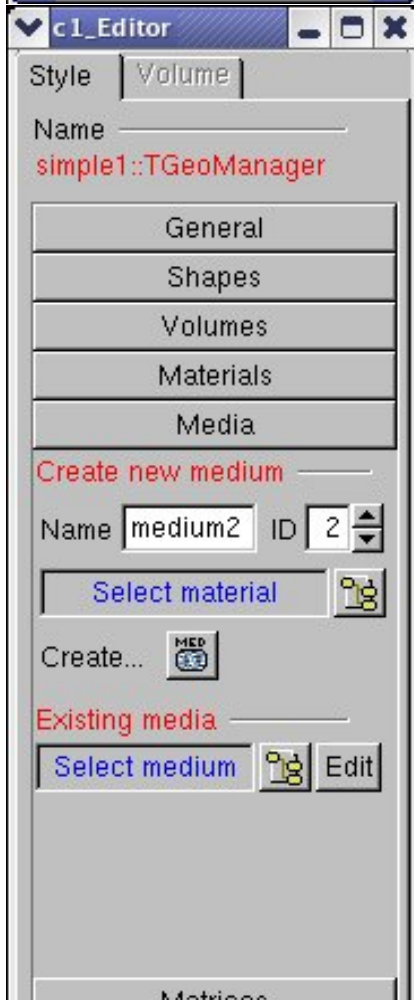 c1_Editor
Style Volume
Name
simple1::TGeoManager
General
Shapes
Volumes
Materials
Media
Create new medium
Name medium2 ID 2
Select material
Create... MED
Existing media
Select medium Edit
Matrices